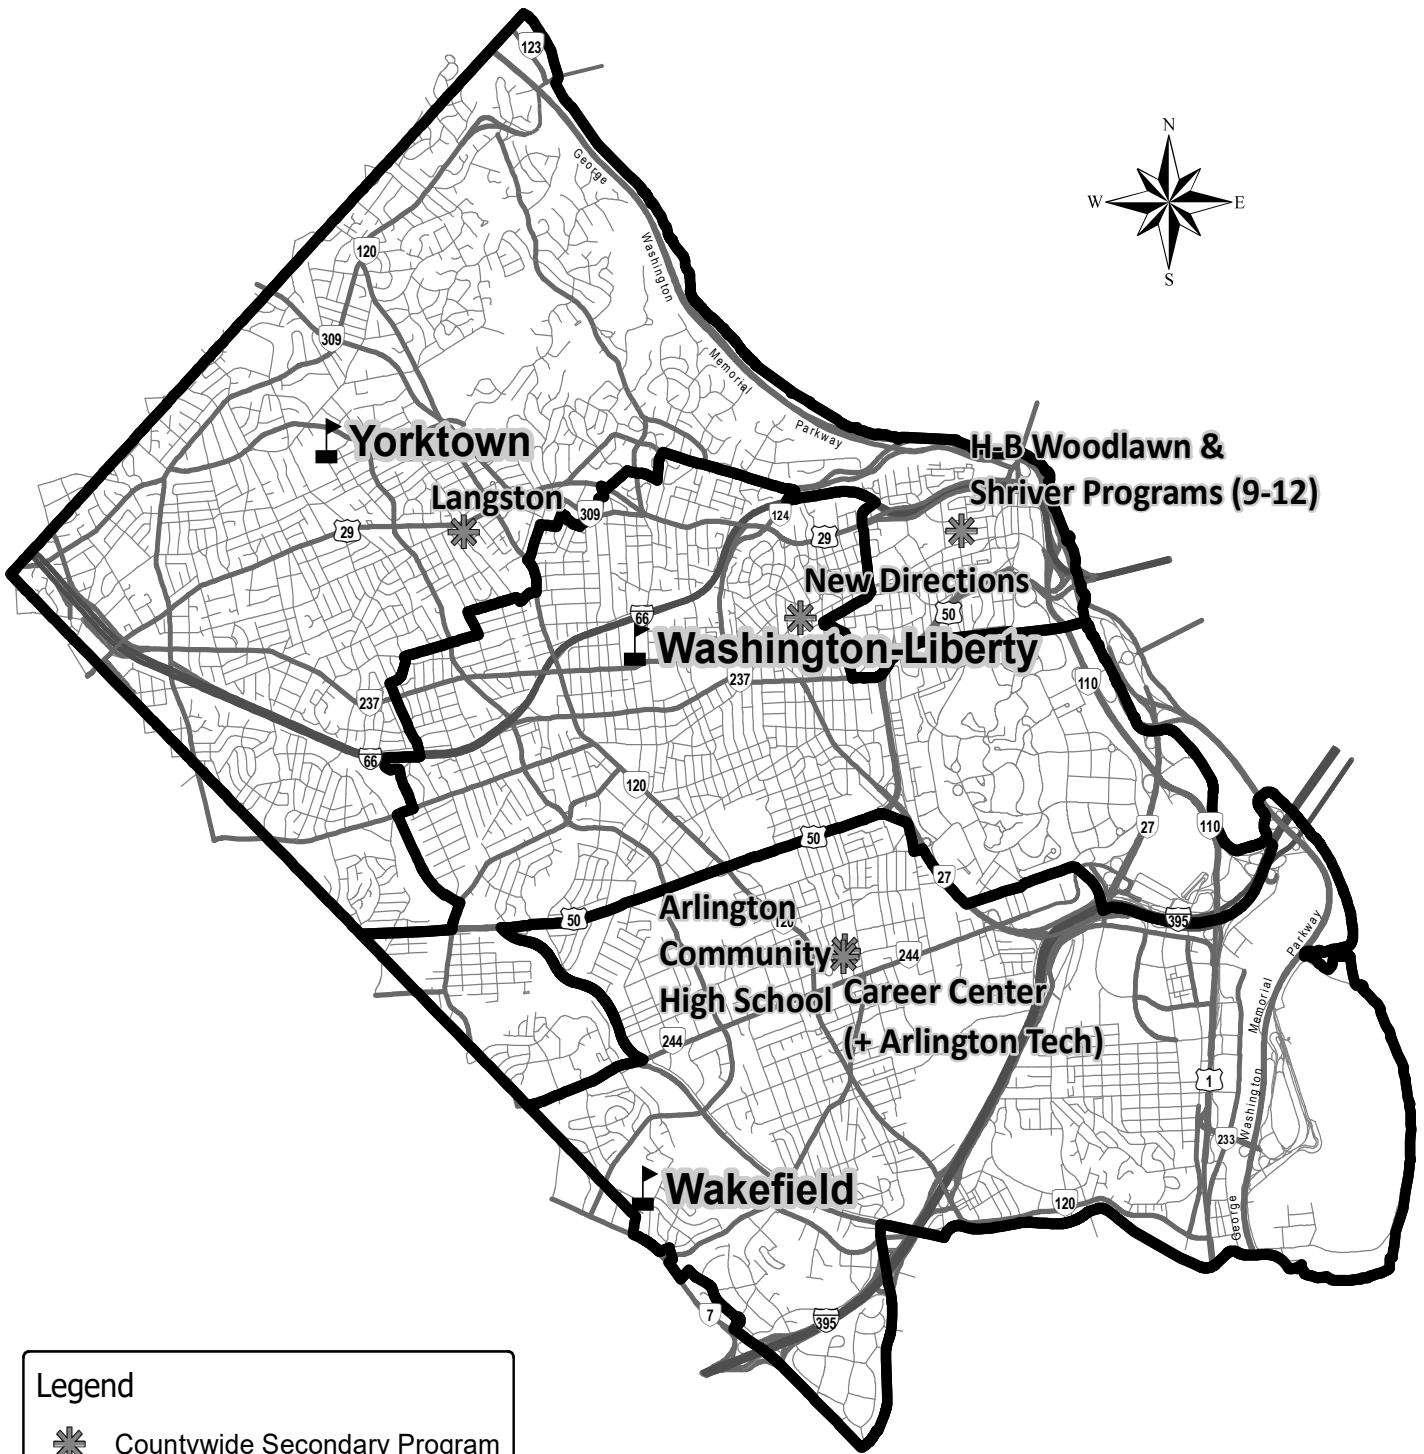 123
N
W
E
S
George
Washington
Memorial
Parkway
120
309
Yorktown
H-B Woodlawn &
Shriver Programs (9-12)
Langston
309
124
29
29
New Directions
50
66
Washington-Liberty
237
237
110
66
120
50
27
110
27
Arlington
50
120
395
Community
244
High School
Career Center
(+ Arlington Tech)
244
Parkway
Memorial
Washington
George
1
233
Wakefield
120
7
395
Legend
Countywide Secondary Program